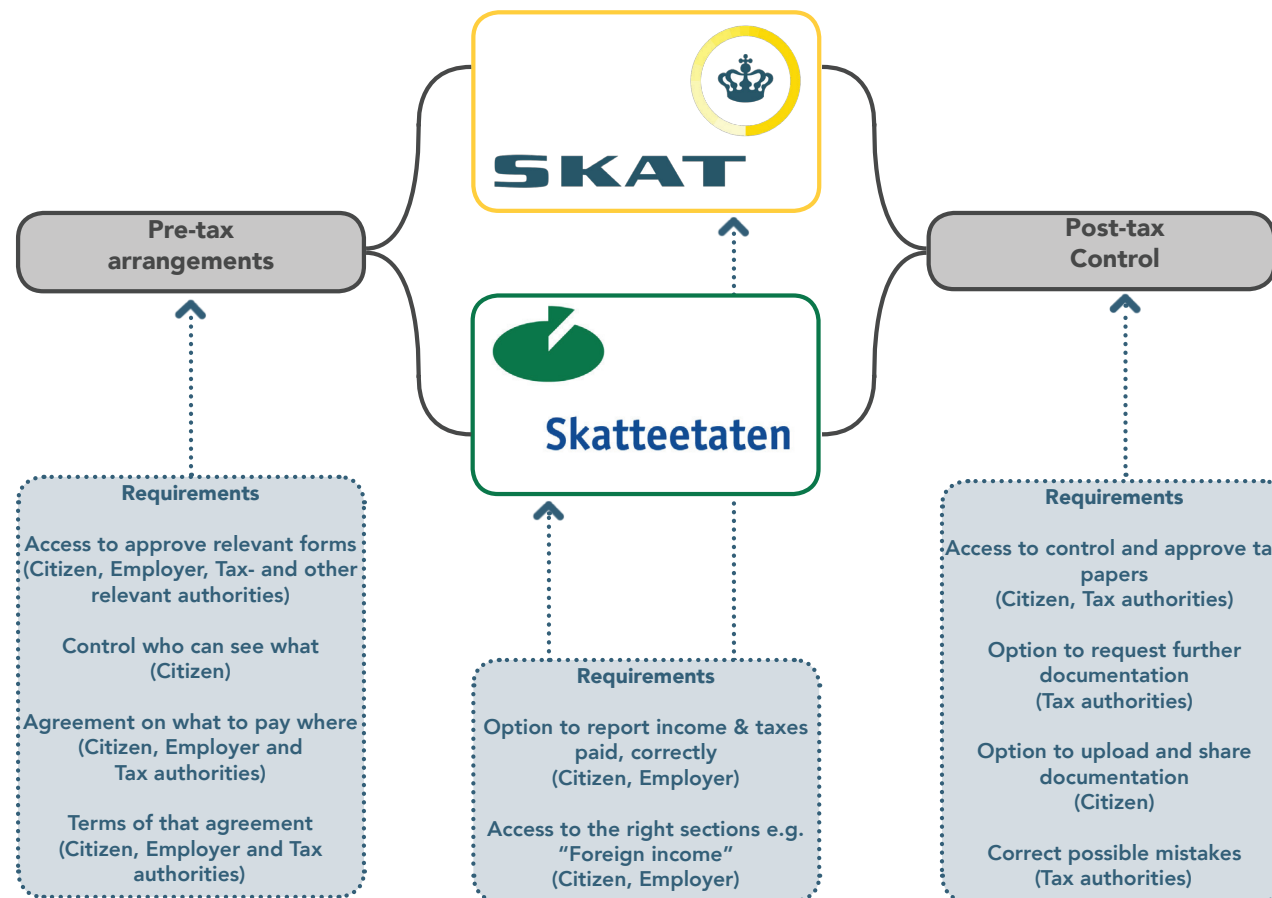 SKAT
Pre-tax
arrangements
Post-tax
Control
Skatteetaten
Requirements
Access to approve relevant forms
(Citizen, Employer, Tax- and other
relevant authorities)
Control who can see what
(Citizen)
Agreement on what to pay where
(Citizen, Employer and
Tax authorities)
Terms of that agreement
(Citizen, Employer and Tax
authorities)
Requirements
Option to report income & taxes
paid, correctly
(Citizen, Employer)
Access to the right sections e.g.
”Foreign income”
(Citizen, Employer)
Requirements
Access to control and approve ta
papers
(Citizen, Tax authorities)
Option to request further
documentation
(Tax authorities)
Option to upload and share
documentation
(Citizen)
Correct possible mistakes
(Tax authorities)